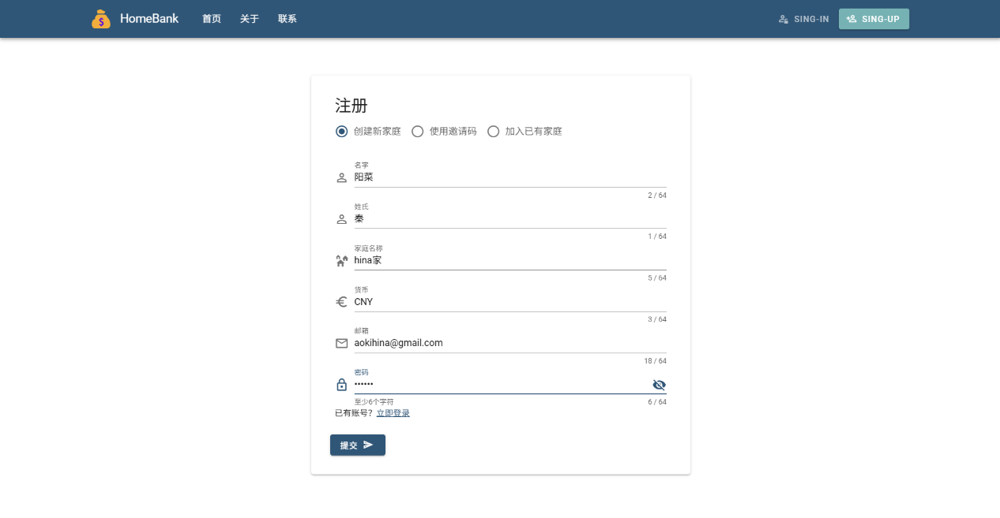 HomeBank 首页 关于 联系 SING-IN SING-UP
注册
创建新家庭 使用邀请码 加入已有家庭
名字
阳菜
2 / 64
姓氏
秦
1 / 64
家庭名称
hina家
5 / 64
货币
CNY
3 / 64
邮箱
aokihina@gmail.com
18 / 64
密码
••••••
至少6个字符 6 / 64
已有账号? 立即登录
提交